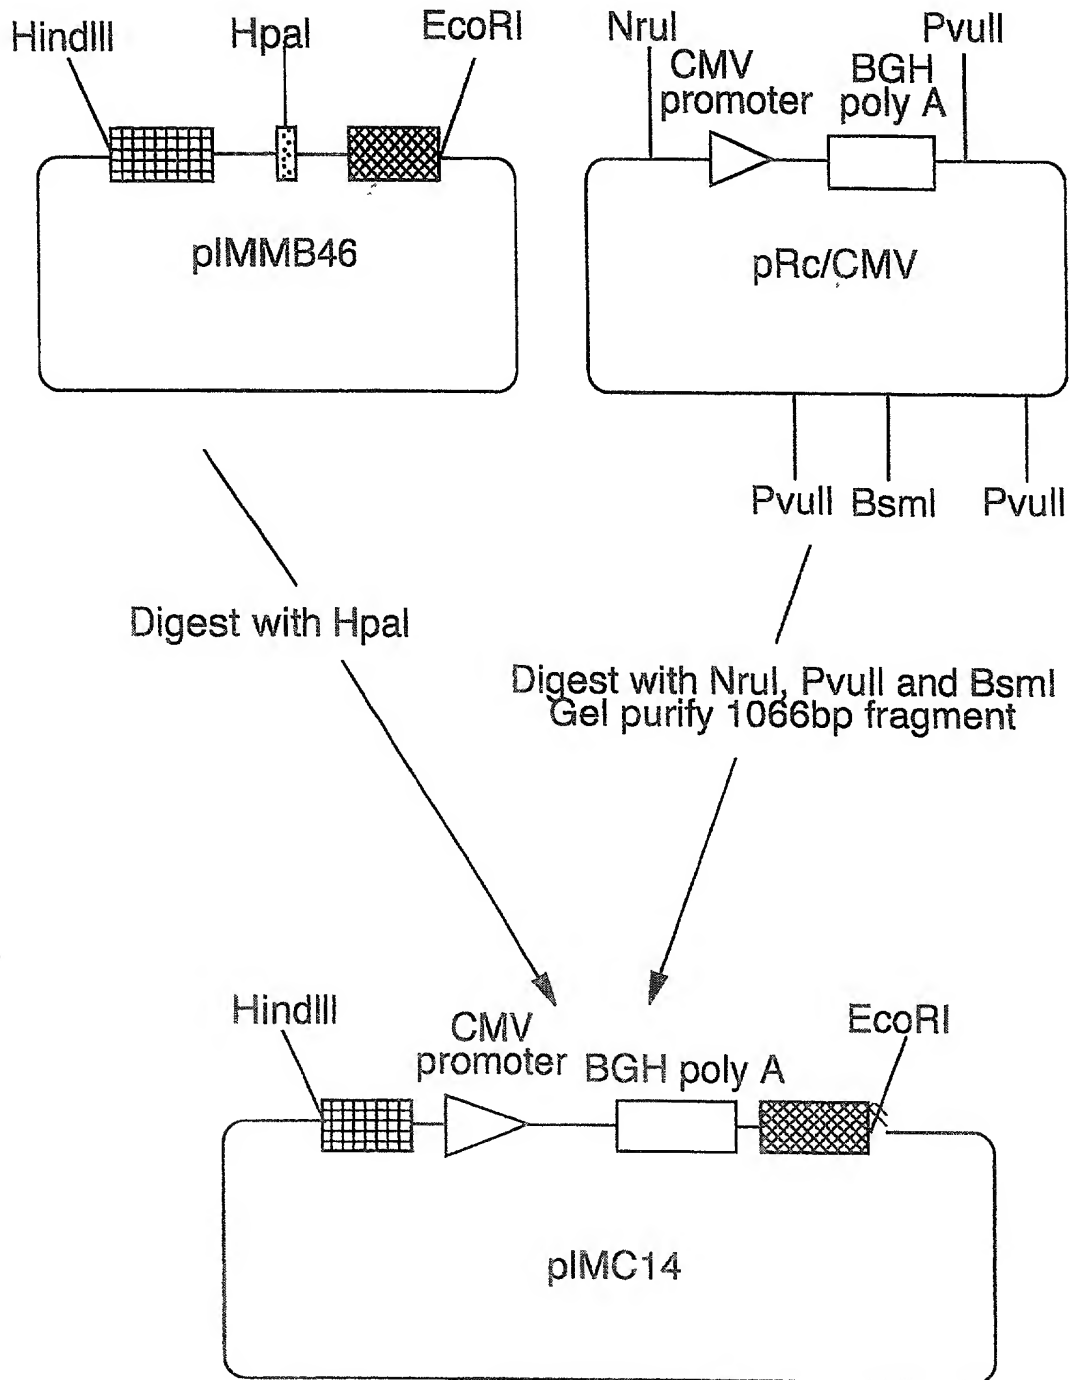 HindIII
HpaI
EcoRI
pIMMB46
NruI
CMV
promoter
BGH
poly A
PvuII
pRc/CMV
PvuII
BsmI
PvuII
Digest with HpaI
Digest with NruI, PvuII and BsmI
Gel purify 1066bp fragment
HindIII
CMV
promoter
BGH poly A
EcoRI
pIMC14